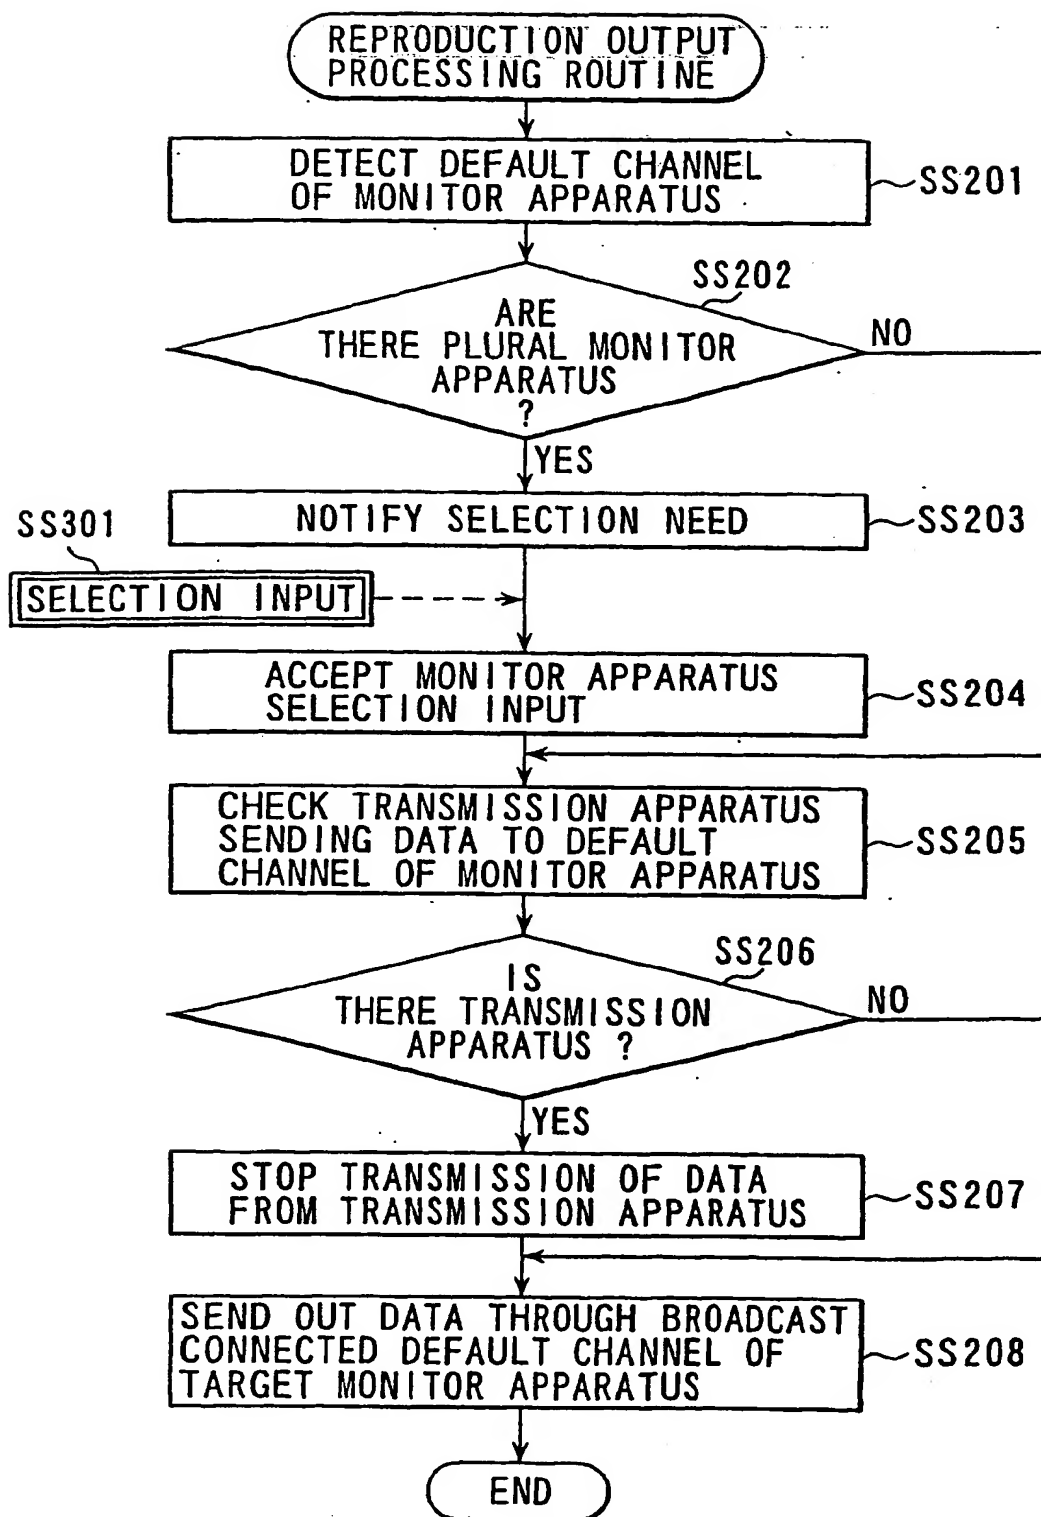 REPRODUCTION OUTPUT
PROCESSING ROUTINE
DETECT DEFAULT CHANNEL
OF MONITOR APPARATUS
SS201
SS202
ARE
THERE PLURAL MONITOR
APPARATUS
?
NO
YES
NOTIFY SELECTION NEED
SS203
SS301
SELECTION INPUT
ACCEPT MONITOR APPARATUS
SELECTION INPUT
SS204
CHECK TRANSMISSION APPARATUS
SENDING DATA TO DEFAULT
CHANNEL OF MONITOR APPARATUS
SS205
SS206
IS
THERE TRANSMISSION
APPARATUS ?
NO
YES
STOP TRANSMISSION OF DATA
FROM TRANSMISSION APPARATUS
SS207
SEND OUT DATA THROUGH BROADCAST
CONNECTED DEFAULT CHANNEL OF
TARGET MONITOR APPARATUS
SS208
END